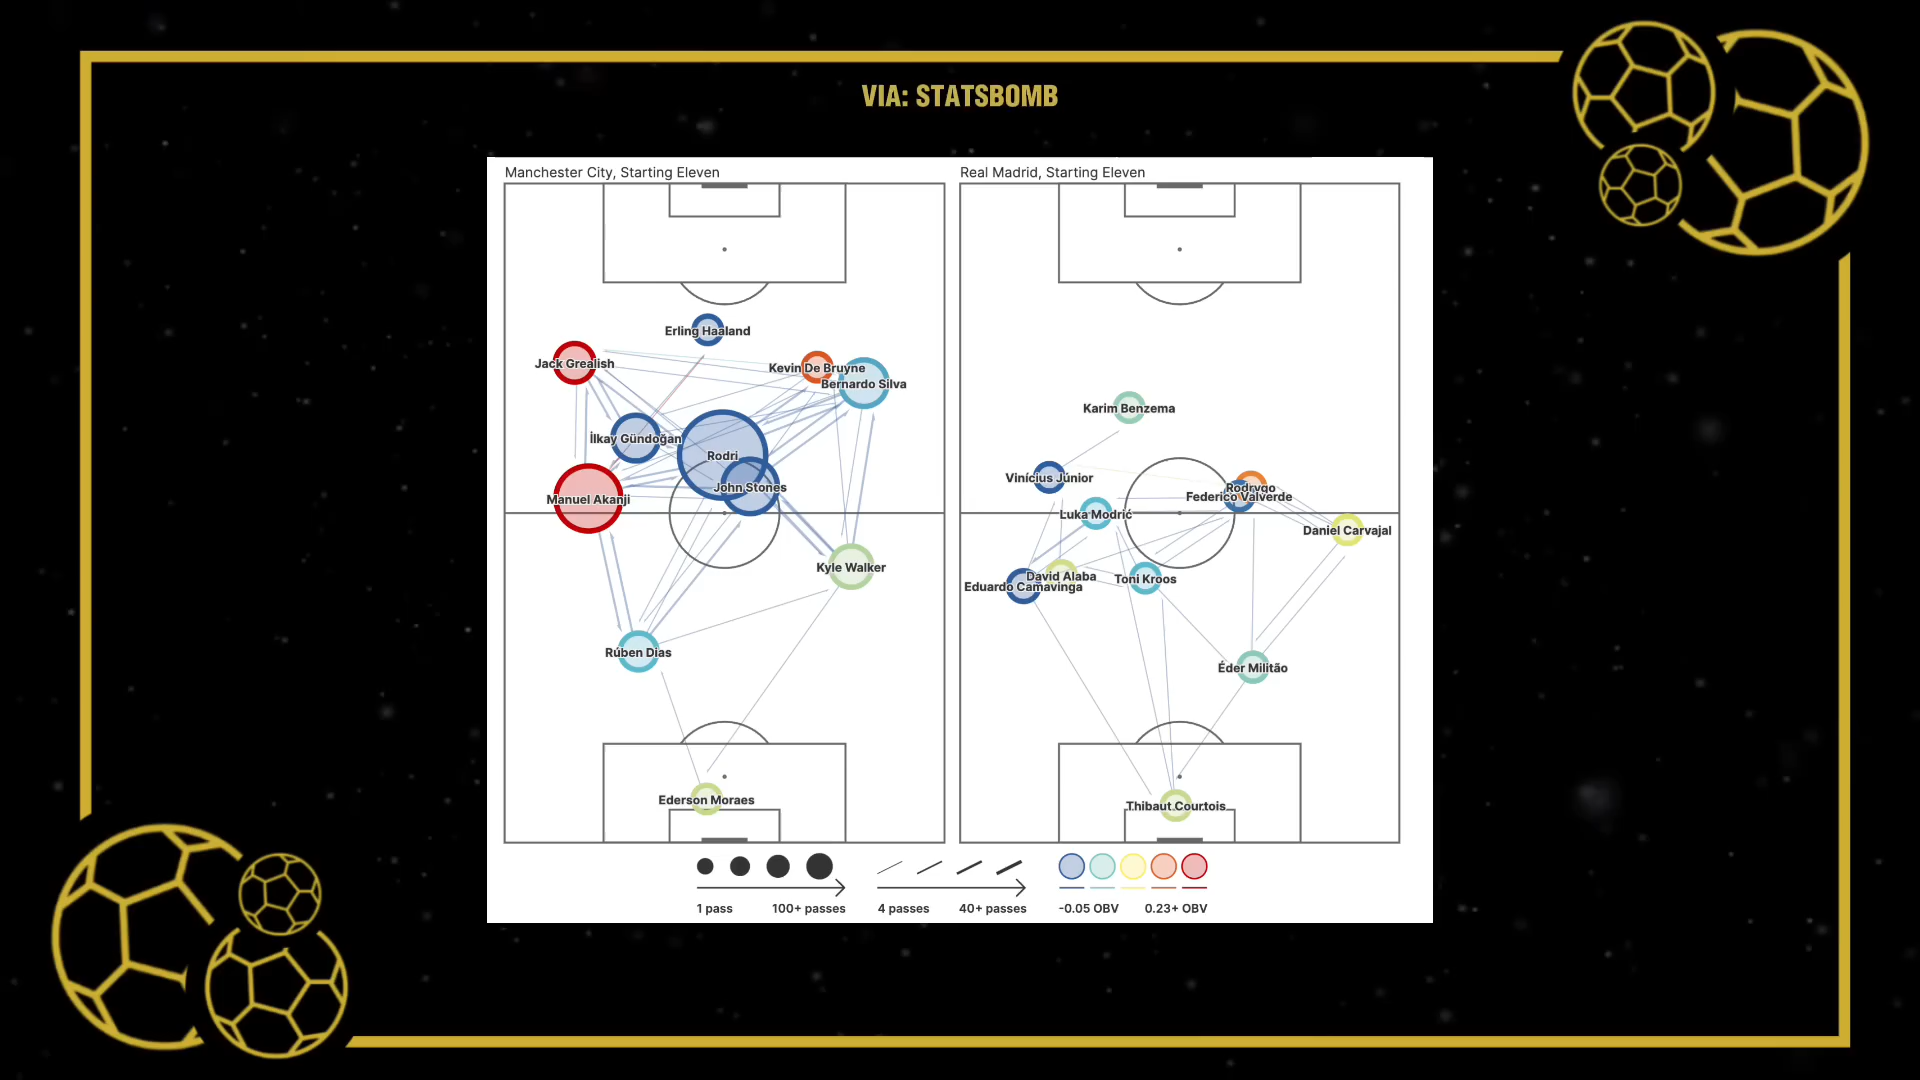 VIA: STATSBOMB
Manchester City, Starting Eleven
Erling Haaland
Jack Grealish
Kevin De Bruyne
Bernardo Silva
İlkay Gündoğan
Rodri
John Stones
Manuel Akanji
Kyle Walker
Rúben Dias
Ederson Moraes
Real Madrid, Starting Eleven
Karim Benzema
Vinícius Júnior
Rodrygo
Federico Valverde
Luka Modrić
Daniel Carvajal
David Alaba
Toni Kroos
Eduardo Camavinga
Éder Militão
Thibaut Courtois
1 pass
100+ passes
4 passes
40+ passes
-0.05 OBV
0.23+ OBV